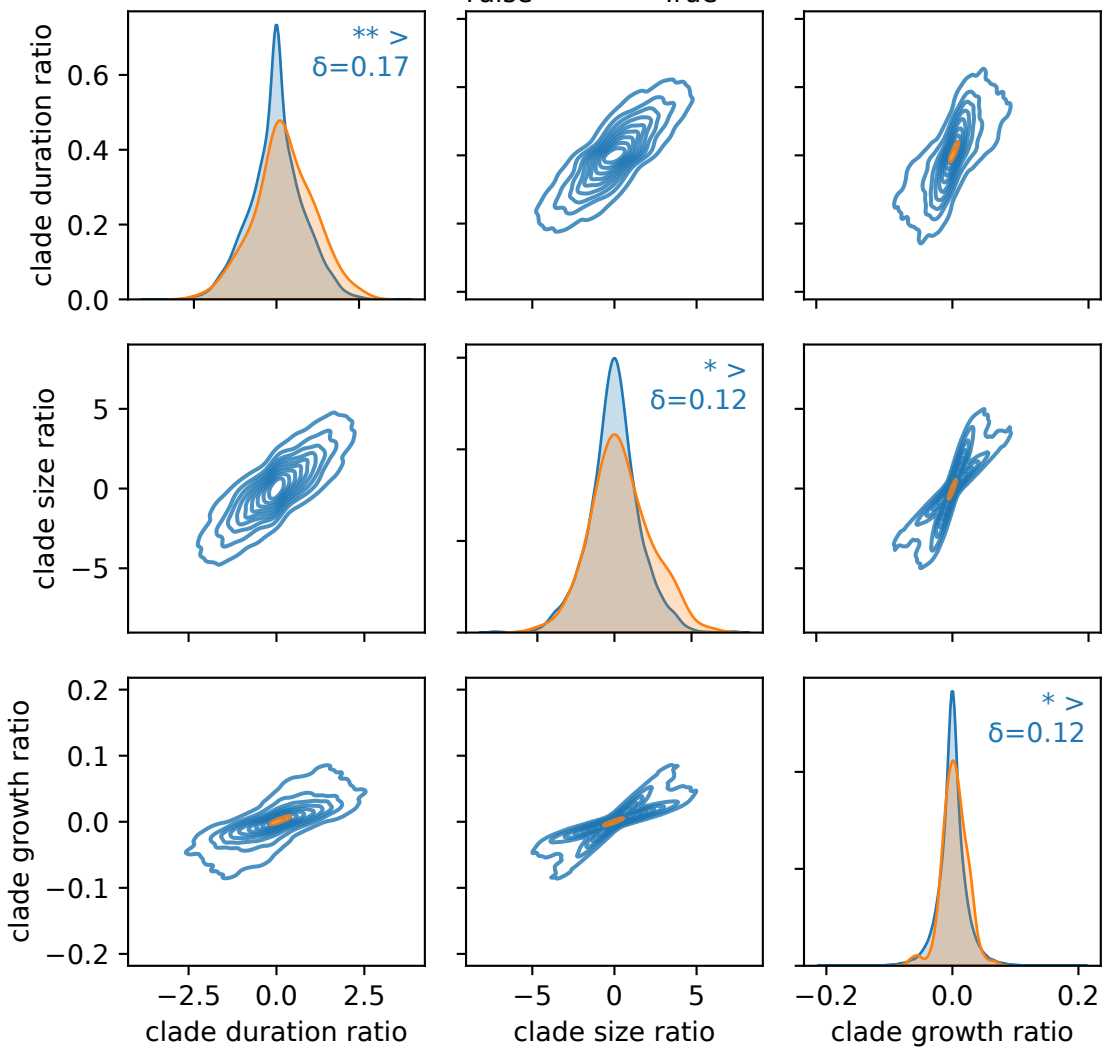 True
clade duration ratio
0.6
0.4
0.2
0.0
** >
δ=0.17
clade size ratio
5
0
−5
* >
δ=0.12
clade growth ratio
0.2
0.1
0.0
−0.1
−0.2
* >
δ=0.12
−2.5 0.0 2.5
clade duration ratio
−5 0 5
clade size ratio
−0.2 0.0 0.2
clade growth ratio